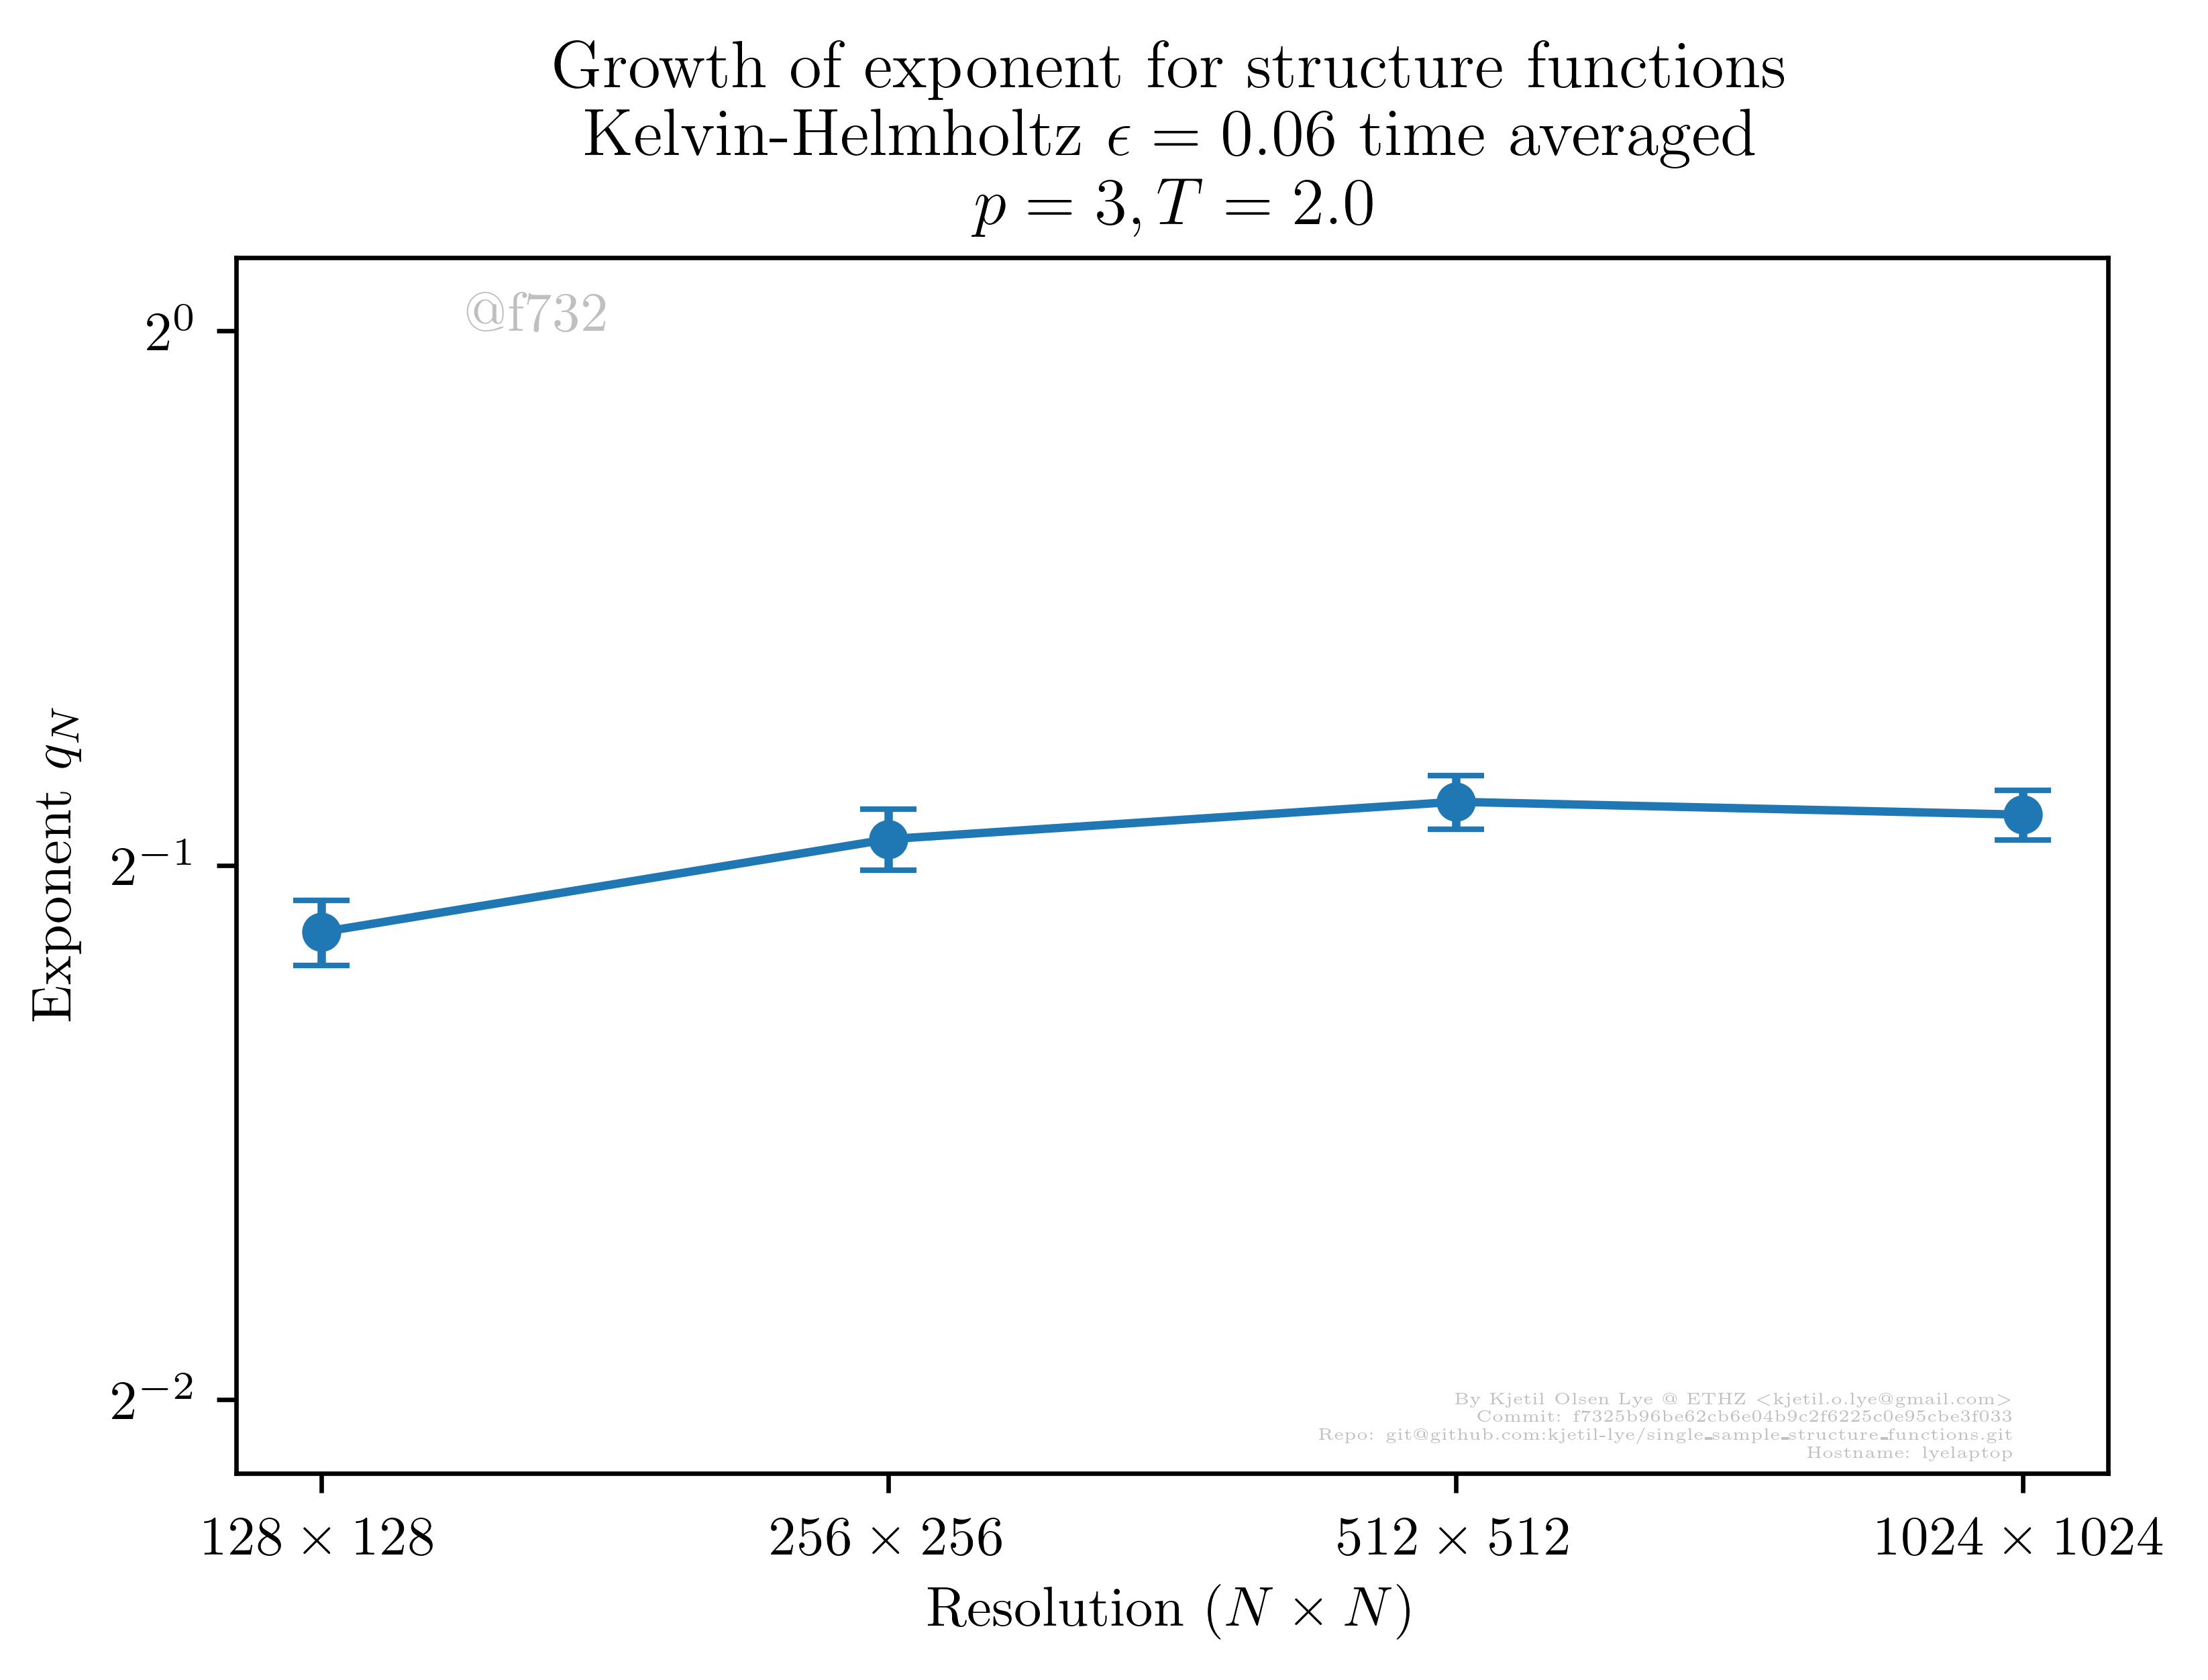 Growth of exponent for structure functions
Kelvin-Helmholtz ϵ = 0.06 time averaged
p = 3, T = 2.0
@f732
2⁰
2⁻¹
2⁻²
Exponent q_N
By Kjetil Olsen Lye @ ETHZ <kjetil.o.lye@gmail.com>
Commit: f7325b96be62cb6e04b9c2f6225c0e95cbe3f033
Repo: git@github.com:kjetil-lye/single_sample_structure_functions.git
Hostname: lyelaptop
128 × 128
256 × 256
512 × 512
1024 × 1024
Resolution (N × N)